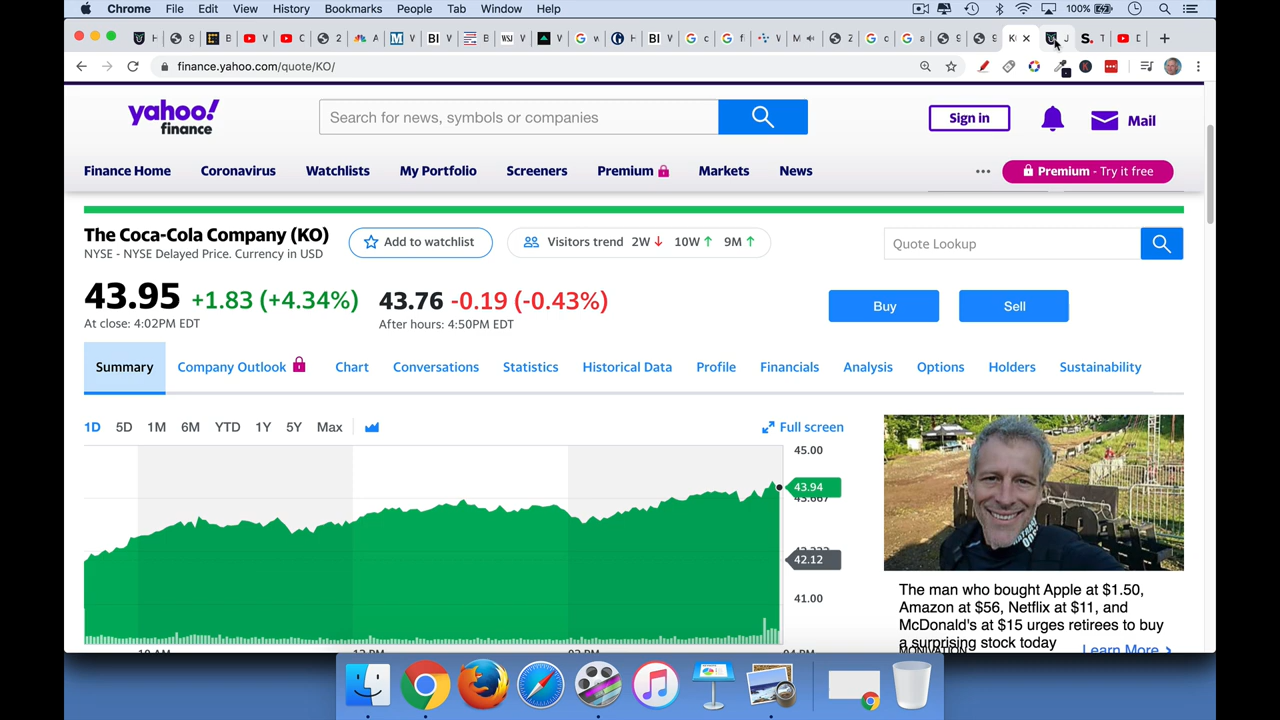 Chrome File Edit View History Bookmarks People Tab Window Help 100%
finance.yahoo.com/quote/KO/
yahoo!
finance
Search for news, symbols or companies
Sign in
Mail
Finance Home Coronavirus Watchlists My Portfolio Screeners Premium Markets News
Premium - Try it free
The Coca-Cola Company (KO)
NYSE - NYSE Delayed Price. Currency in USD
Add to watchlist
Visitors trend 2W 10W 9M
Quote Lookup
43.95 +1.83 (+4.34%) 43.76 -0.19 (-0.43%)
At close: 4:02PM EDT After hours: 4:50PM EDT
Buy Sell
Summary Company Outlook Chart Conversations Statistics Historical Data Profile Financials Analysis Options Holders Sustainability
1D 5D 1M 6M YTD 1Y 5Y Max Full screen
45.00
43.94
42.12
41.00
The man who bought Apple at $1.50,
Amazon at $56, Netflix at $11, and
McDonald's at $15 urges retirees to buy
a surprising stock today
Learn More >